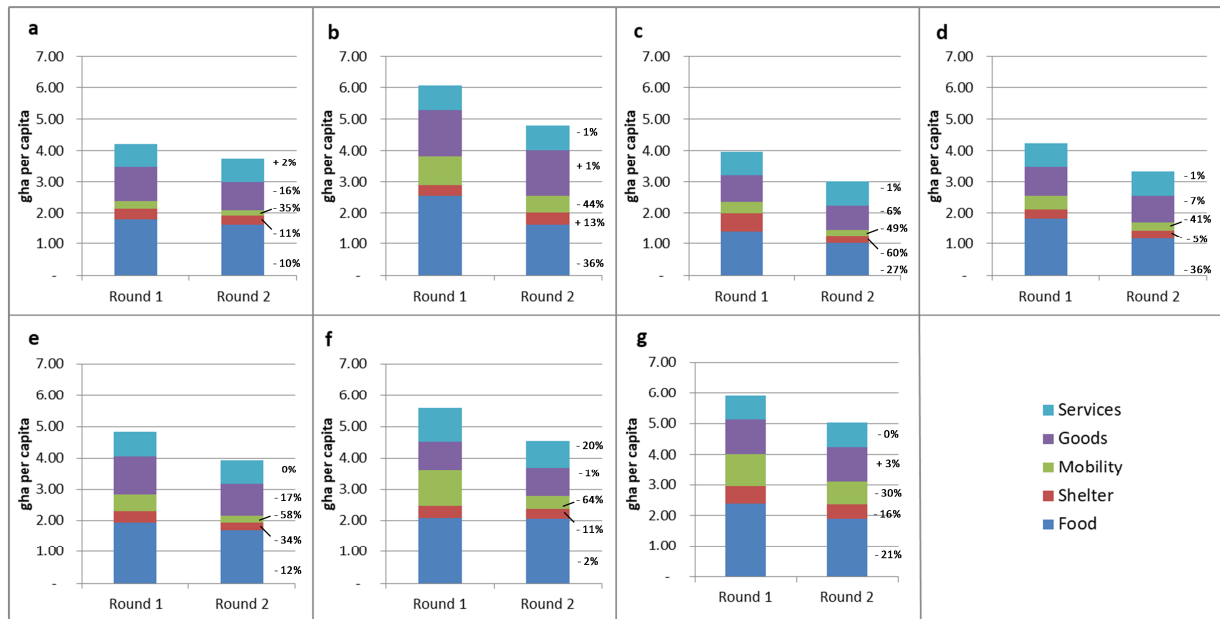 a
7.00
6.00
5.00
4.00
3.00
2.00
1.00
-
gha per capita
+ 2%
- 16%
- 35%
- 11%
- 10%
Round 1
Round 2
b
7.00
6.00
5.00
4.00
3.00
2.00
1.00
-
gha per capita
- 1%
+ 1%
- 44%
+ 13%
- 36%
Round 1
Round 2
c
7.00
6.00
5.00
4.00
3.00
2.00
1.00
-
gha per capita
- 1%
- 6%
- 49%
- 60%
- 27%
Round 1
Round 2
d
7.00
6.00
5.00
4.00
3.00
2.00
1.00
-
gha per capita
- 1%
- 7%
- 41%
- 5%
- 36%
Round 1
Round 2
e
7.00
6.00
5.00
4.00
3.00
2.00
1.00
-
gha per capita
0%
- 17%
- 58%
- 34%
- 12%
Round 1
Round 2
f
7.00
6.00
5.00
4.00
3.00
2.00
1.00
-
gha per capita
- 20%
- 1%
- 64%
- 11%
- 2%
Round 1
Round 2
g
7.00
6.00
5.00
4.00
3.00
2.00
1.00
-
gha per capita
- 0%
+ 3%
- 30%
- 16%
- 21%
Round 1
Round 2
Services
Goods
Mobility
Shelter
Food